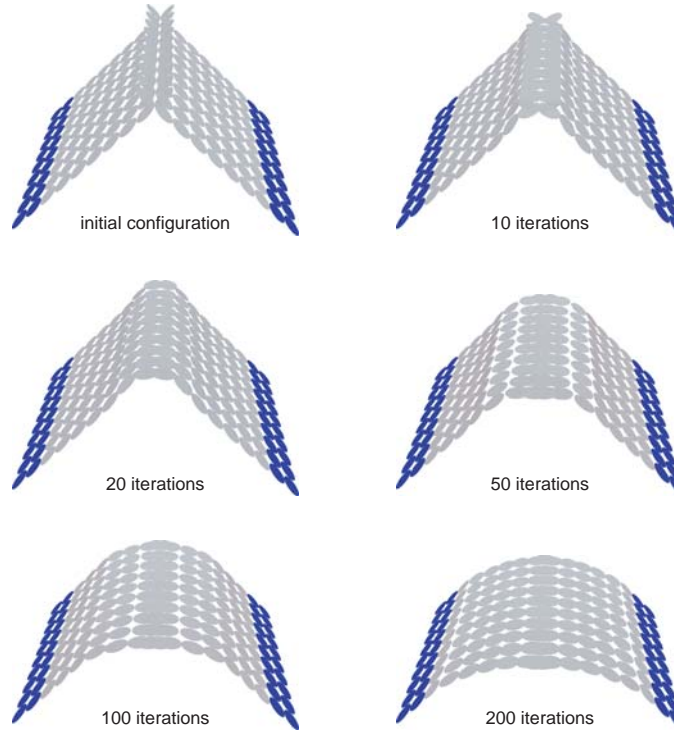 initial configuration
10 iterations
20 iterations
50 iterations
100 iterations
200 iterations